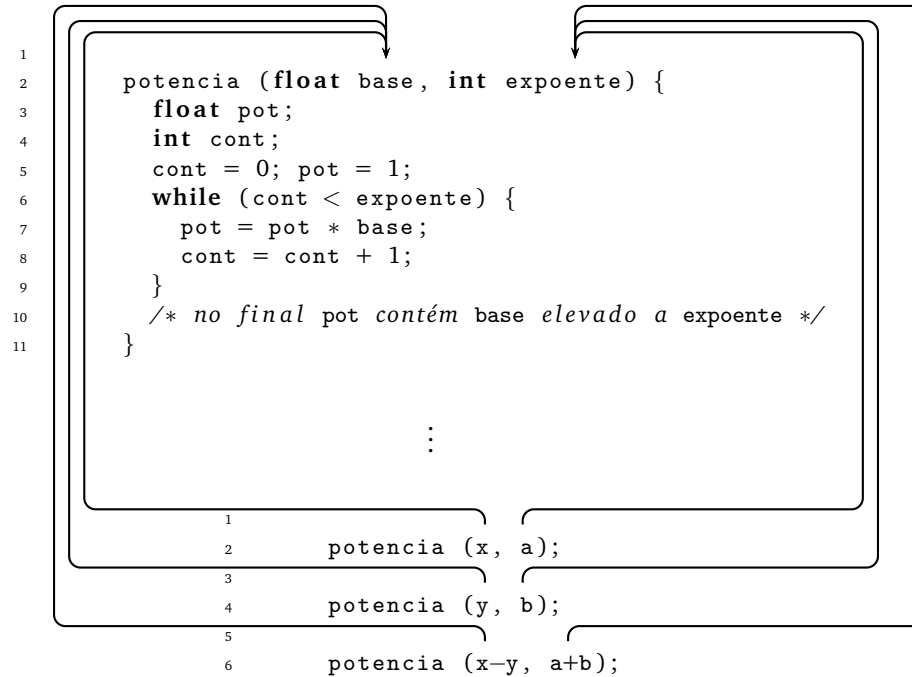 1
2 potencia (float base, int expoente) {
3 float pot;
4 int cont;
5 cont = 0; pot = 1;
6 while (cont < expoente) {
7 pot = pot * base;
8 cont = cont + 1;
9 }
10 /* no final pot contém base elevado a expoente */
11 }
⋮
1
2 potencia (x, a);
3
4 potencia (y, b);
5
6 potencia (x−y, a+b);